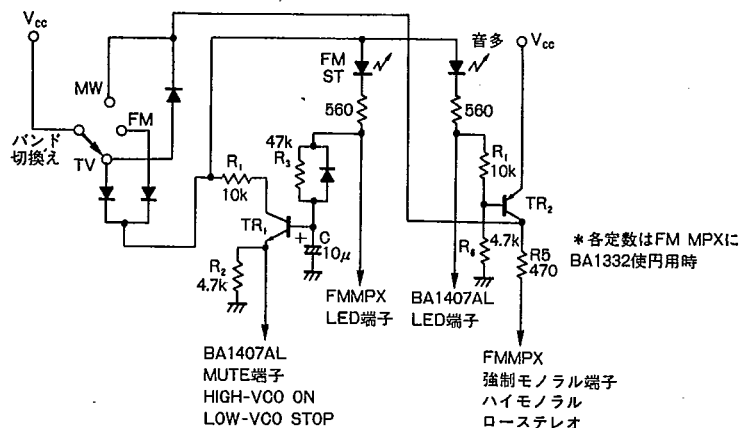 Vcc
MW
FM
バンド
切換え
TV
FM
ST
音多
Vcc
560
560
47k
R₃
R₁
10k
R₁
10k
TR₁
TR₂
+
C
10μ
R₂
4.7k
R₆
4.7k
R5
470
*各定数はFM MPXに
BA1332使円用時
FMMPX
LED端子
BA1407AL
LED端子
BA1407AL
MUTE端子
HIGH-VCO ON
LOW-VCO STOP
FMMPX
強制モノラル端子
ハイモノラル
ローステレオ